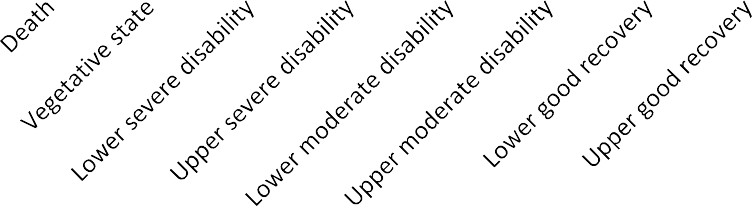 Death
Vegetative state
Lower severe disability
Upper severe disability
Lower moderate disability
Upper moderate disability
Lower good recovery
Upper good recovery